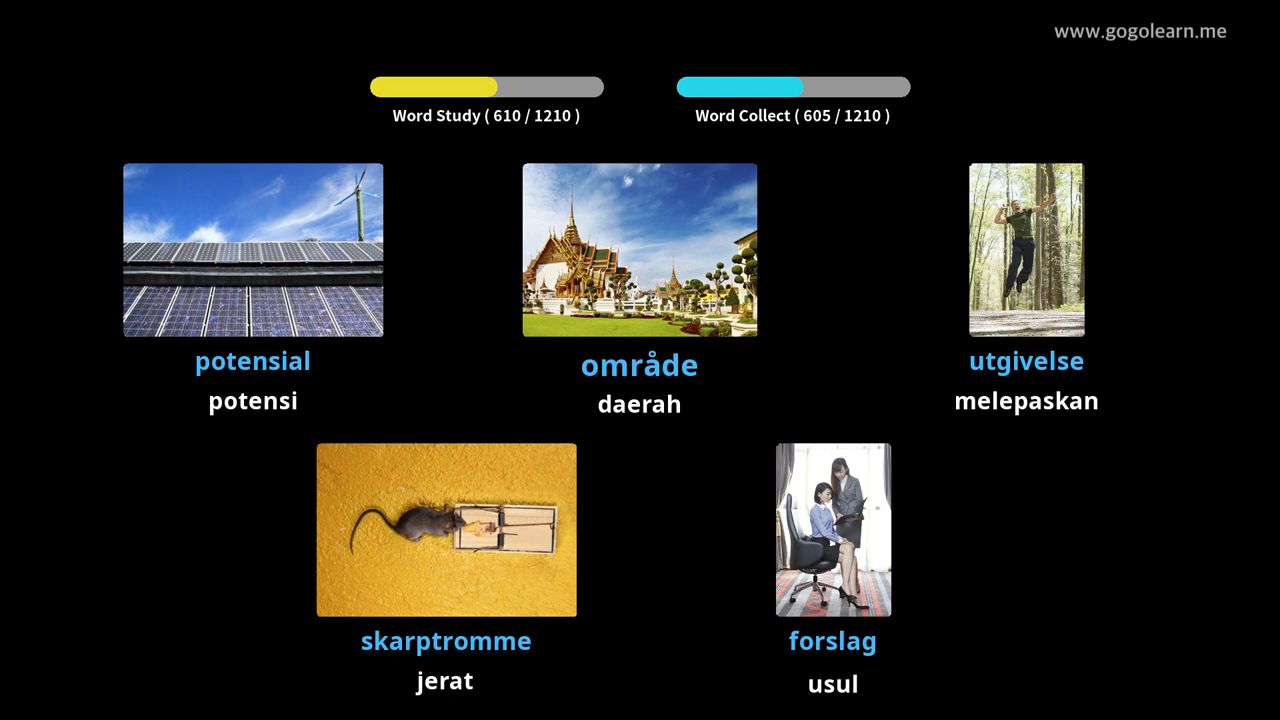 www.gogolearn.me
Word Study ( 610 / 1210 )
Word Collect ( 605 / 1210 )
potensial
potensi
område
daerah
utgivelse
melepaskan
skarptromme
jerat
forslag
usul